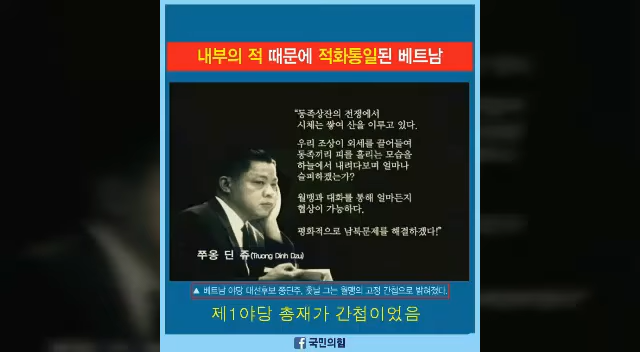 내부의 적 때문에 적화통일된 베트남
"동족상잔의 전쟁에서
시체는 쌓여 산을 이루고 있다.
우리 조상이 외세를 끌어들여
동족끼리 피를 흘리는 모습을
하늘에서 내려다보며 얼마나
슬퍼하겠는가?
월맹과 대화를 통해 얼마든지
협상이 가능하다.
평화적으로 남북문제를 해결하겠다!"
쭈옹 딘 쥬(Truong Dinh Dzu)
▲ 베트남 야당 대선후보 쭝딘주, 훗날 그는 월맹의 고정 간첩으로 밝혀졌다.
제1야당 총재가 간첩이었음
f 국민의힘